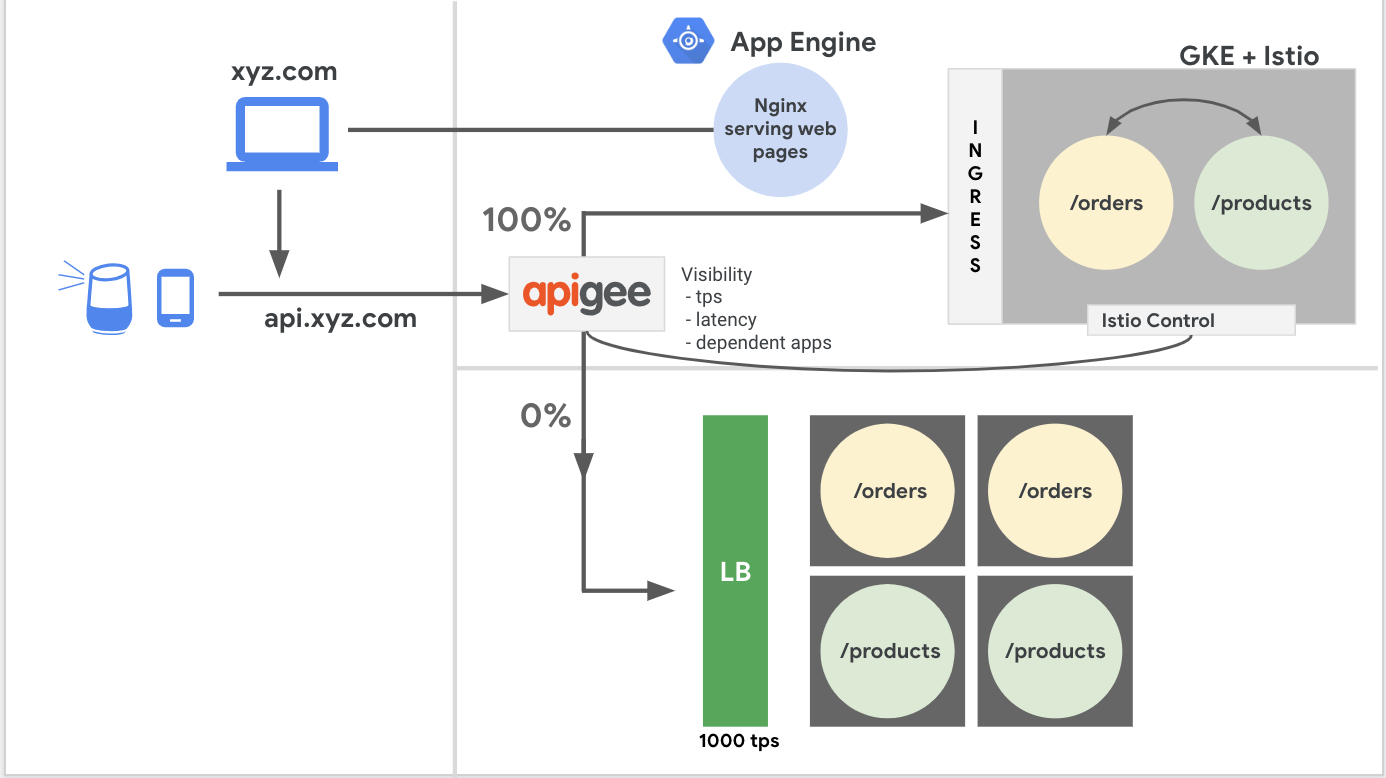 xyz.com
App Engine
Nginx
serving web
pages
GKE + Istio
INGRESS
/orders
/products
Istio Control
100%
apigee
Visibility
- tps
- latency
- dependent apps
api.xyz.com
0%
LB
1000 tps
/orders
/orders
/products
/products